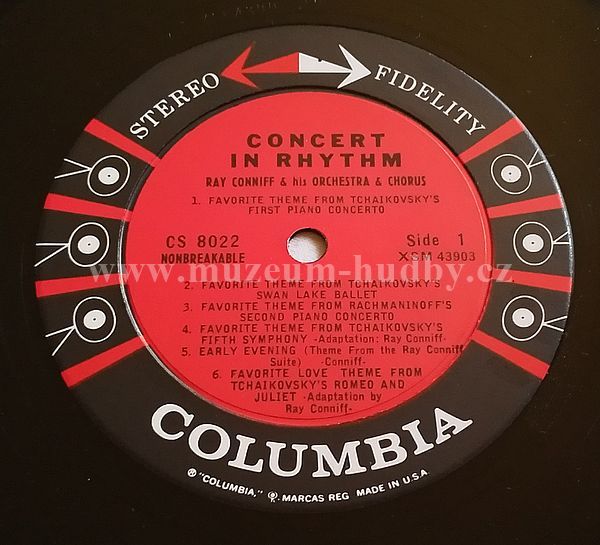 STEREO FIDELITY
CONCERT
IN RHYTHM
RAY CONNIFF & his ORCHESTRA & CHORUS
1. FAVORITE THEME FROM TCHAIKOVSKY'S
FIRST PIANO CONCERTO
CS 8022 Side 1
NONBREAKABLE XSM 43903
www.muzeum-hudby.cz
2. FAVORITE THEME FROM TCHAIKOVSKY'S
SWAN LAKE BALLET
3. FAVORITE THEME FROM RACHMANINOFF'S
SECOND PIANO CONCERTO
4. FAVORITE THEME FROM TCHAIKOVSKY'S
FIFTH SYMPHONY -Adaptation: Ray Conniff-
5. EARLY EVENING (Theme From the Ray Conniff
Suite) -Conniff-
6. FAVORITE LOVE THEME FROM
TCHAIKOVSKY'S ROMEO AND
JULIET -Adaptation by
Ray Conniff-
COLUMBIA
® "COLUMBIA," MARCAS REG MADE IN U.S.A.